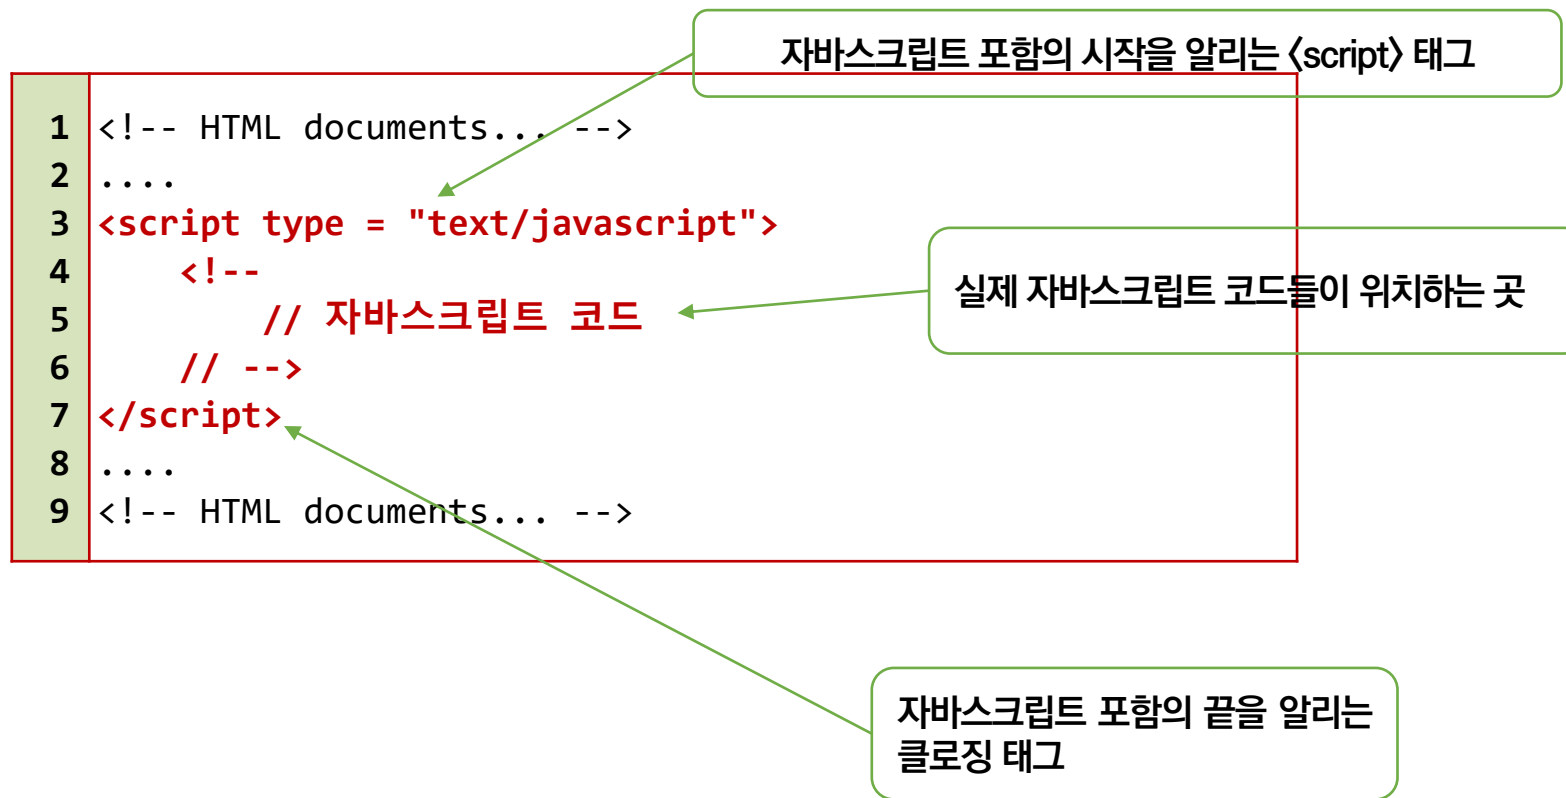 자바스크립트 포함의 시작을 알리는 〈script〉 태그
1 <!-- HTML documents... -->
2 ....
3 <script type = "text/javascript">
4     <!--
실제 자바스크립트 코드들이 위치하는 곳
5         // 자바스크립트 코드
6     // -->
7 </script>
8 ....
9 <!-- HTML documents... -->
자바스크립트 포함의 끝을 알리는
클로징 태그